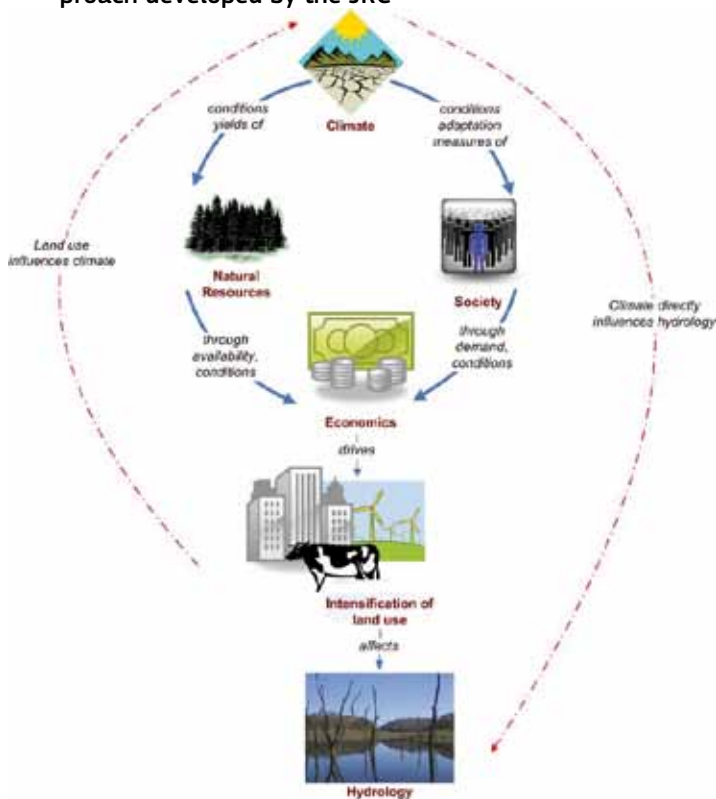 proach developed by the JRC
conditions
yields of
Climate
conditions
adaptation
measures of
Natural
Resources
Society
Land use
influences climate
Climate directly
influences hydrology
through
availability,
conditions
through
demand,
conditions
Economics
drives
Intensification of
land use
affects
Hydrology